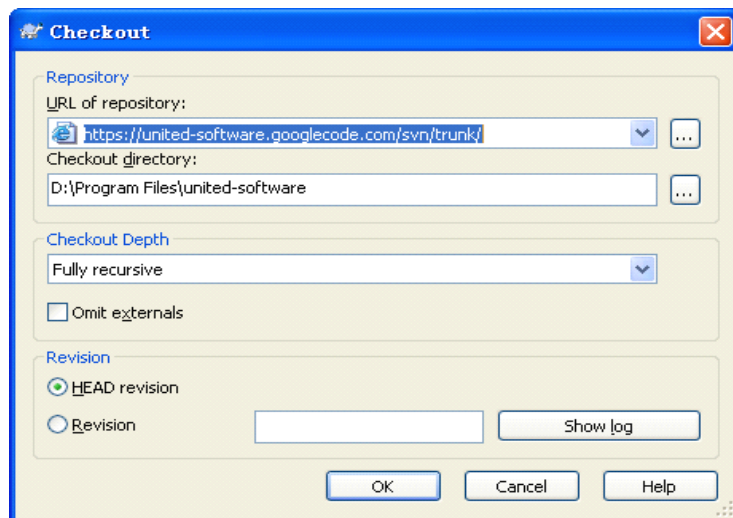 Checkout
Repository
URL of repository:
https://united-software.googlecode.com/svn/trunk/
...
Checkout directory:
D:\Program Files\united-software
...
Checkout Depth
Fully recursive
Omit externals
Revision
HEAD revision
Revision
Show log
OK Cancel Help